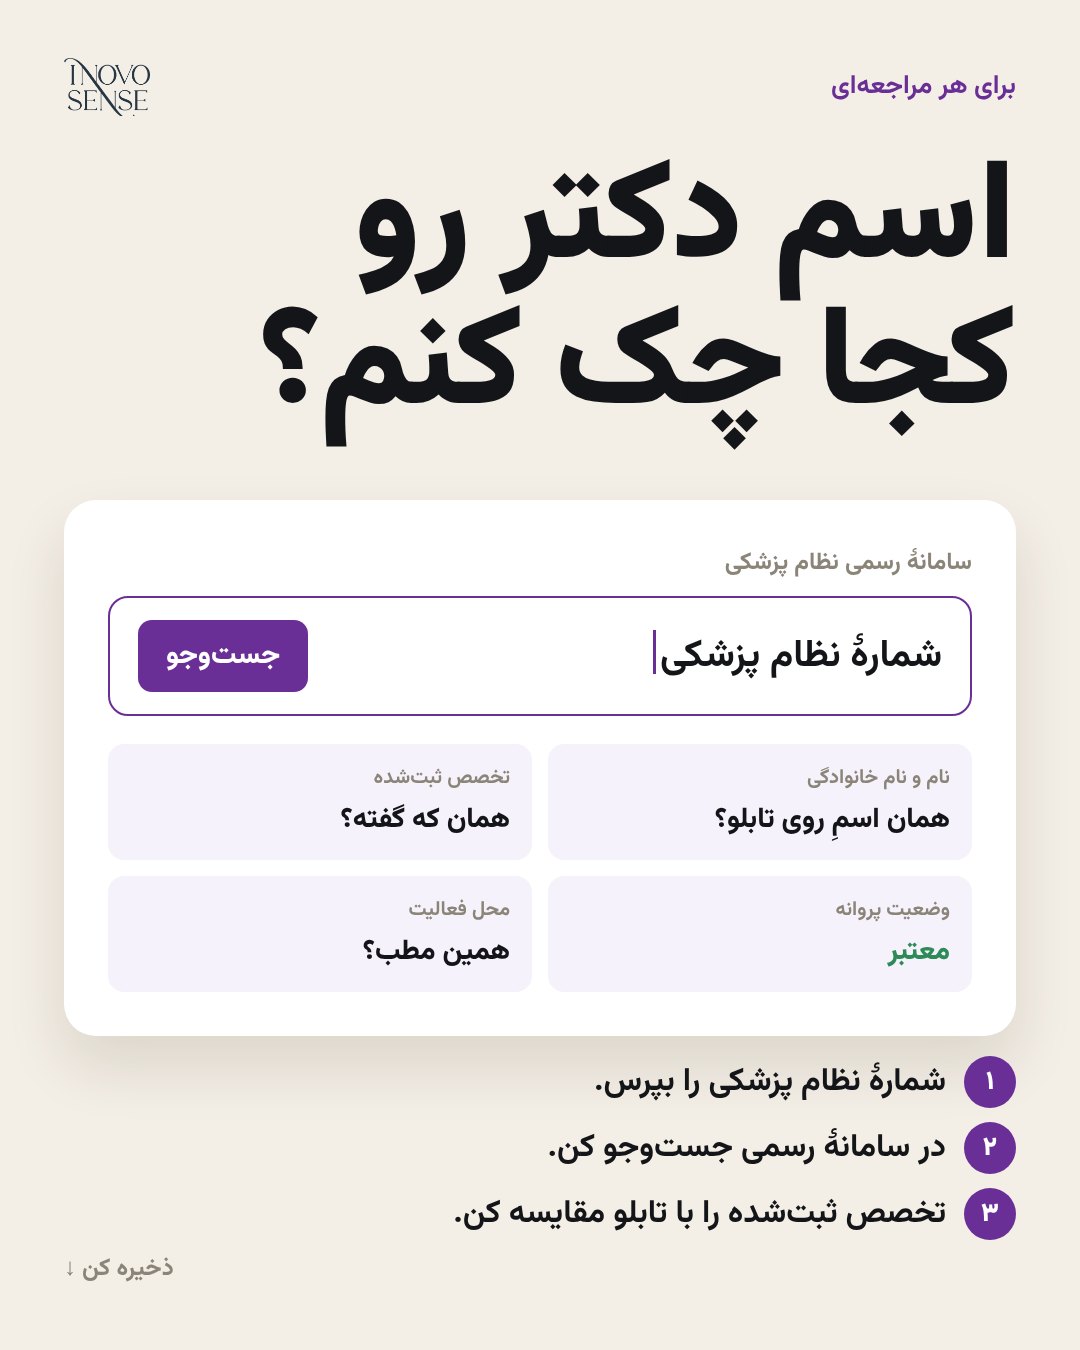 INOVO
SENSE
برای هر مراجعه‌ای
اسم دکتر رو
کجا چک کنم؟
سامانهٔ رسمی نظام پزشکی
شمارهٔ نظام پزشکی
جست‌وجو
نام و نام خانوادگی
همان اسمِ روی تابلو؟
تخصص ثبت‌شده
همان که گفته؟
وضعیت پروانه
معتبر
محل فعالیت
همین مطب؟
۱ شمارهٔ نظام پزشکی را بپرس.
۲ در سامانهٔ رسمی جست‌وجو کن.
۳ تخصص ثبت‌شده را با تابلو مقایسه کن.
ذخیره کن ↓